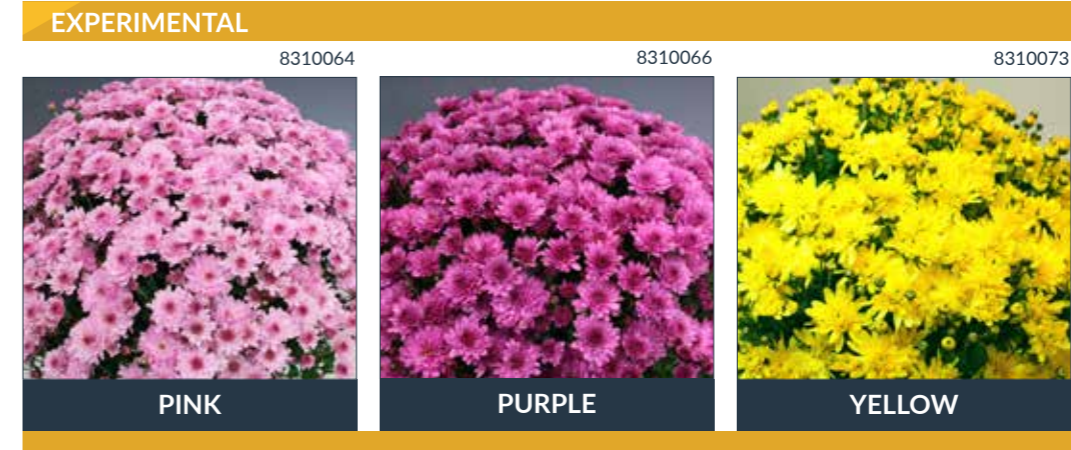 EXPERIMENTAL
8310064
8310066
8310073
PINK
PURPLE
YELLOW